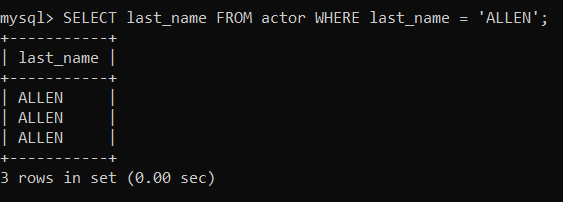 mysql> SELECT last_name FROM actor WHERE last_name = 'ALLEN';
+-----------+
| last_name |
+-----------+
| ALLEN     |
| ALLEN     |
| ALLEN     |
+-----------+
3 rows in set (0.00 sec)